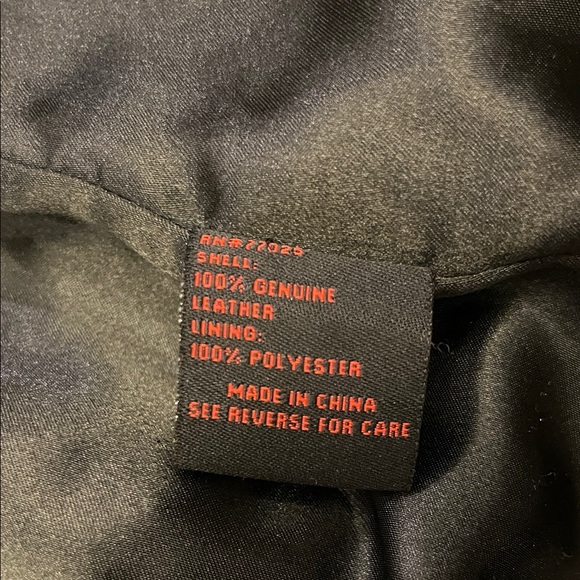 RN#77025
SHELL:
100% GENUINE
LEATHER
LINING:
100% POLYESTER
MADE IN CHINA
SEE REVERSE FOR CARE